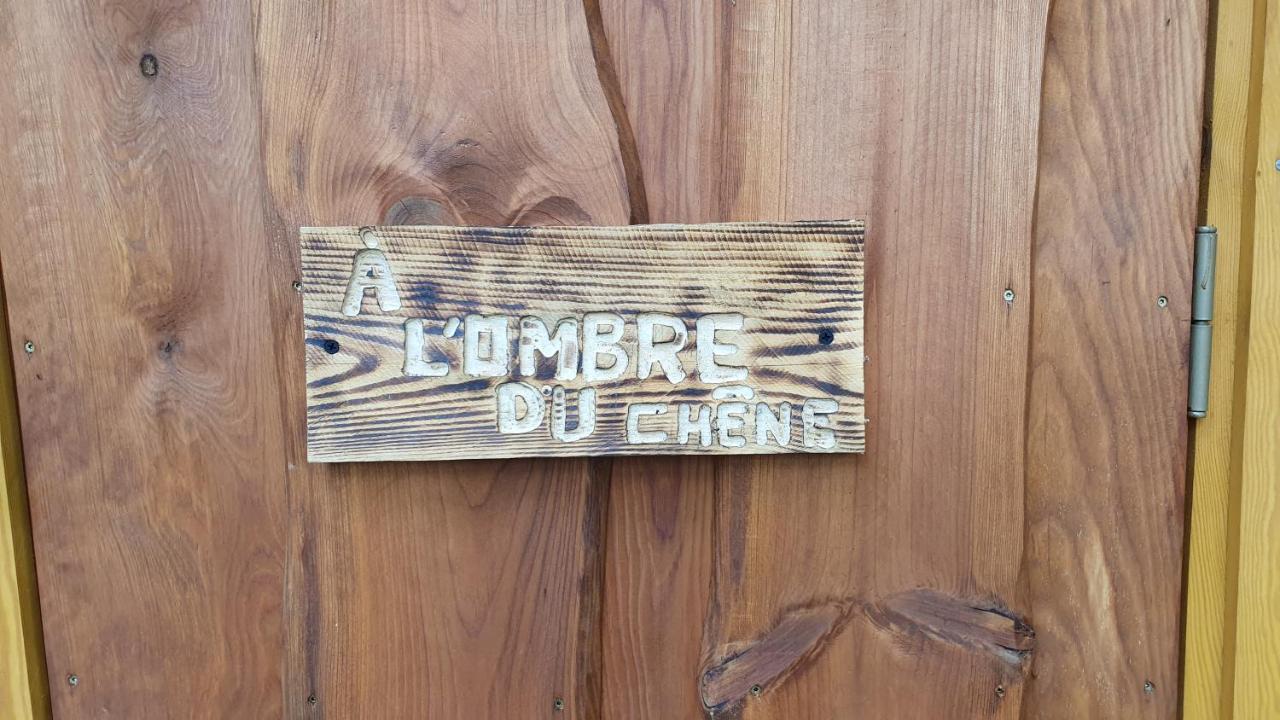 À
L'OMBRE
DU CHÊNE